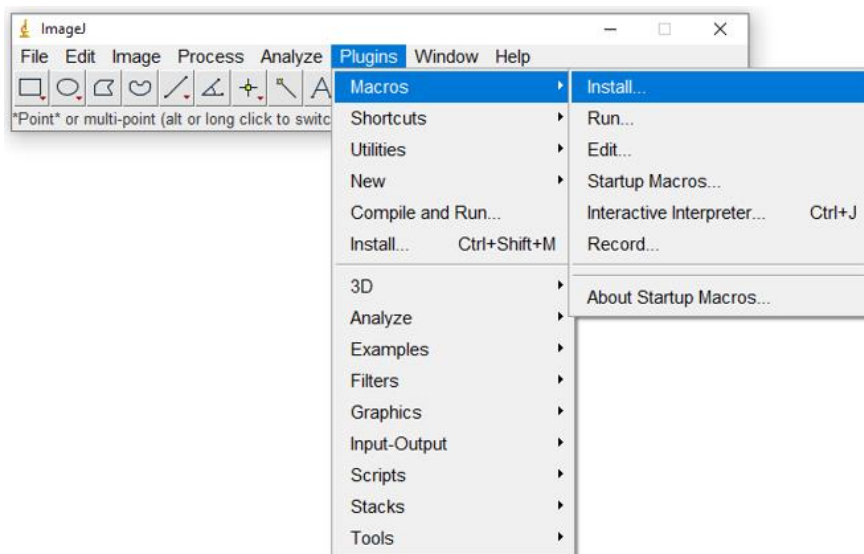 ImageJ
File Edit Image Process Analyze Plugins Window Help
A
*Point* or multi-point (alt or long click to switc
Macros
Shortcuts
Utilities
New
Compile and Run...
Install... Ctrl+Shift+M
3D
Analyze
Examples
Filters
Graphics
Input-Output
Scripts
Stacks
Tools
Install...
Run...
Edit...
Startup Macros...
Interactive Interpreter... Ctrl+J
Record...
About Startup Macros...